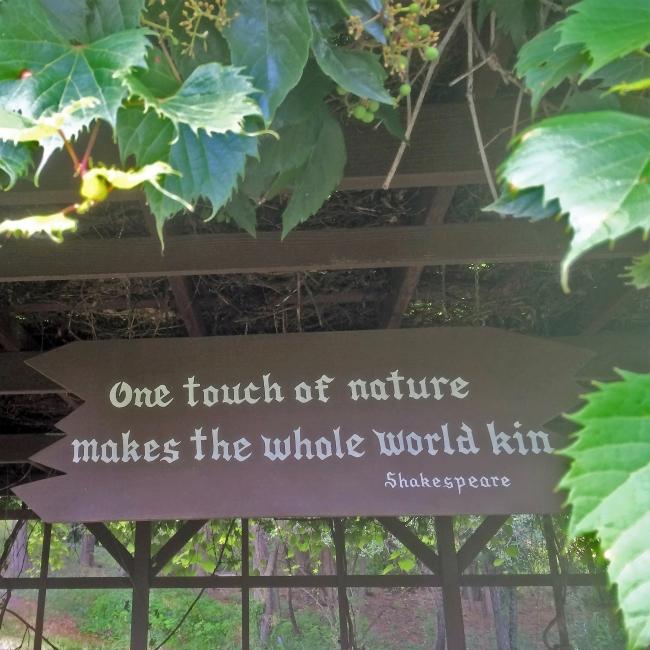 One touch of nature
makes the whole world kin
Shakespeare